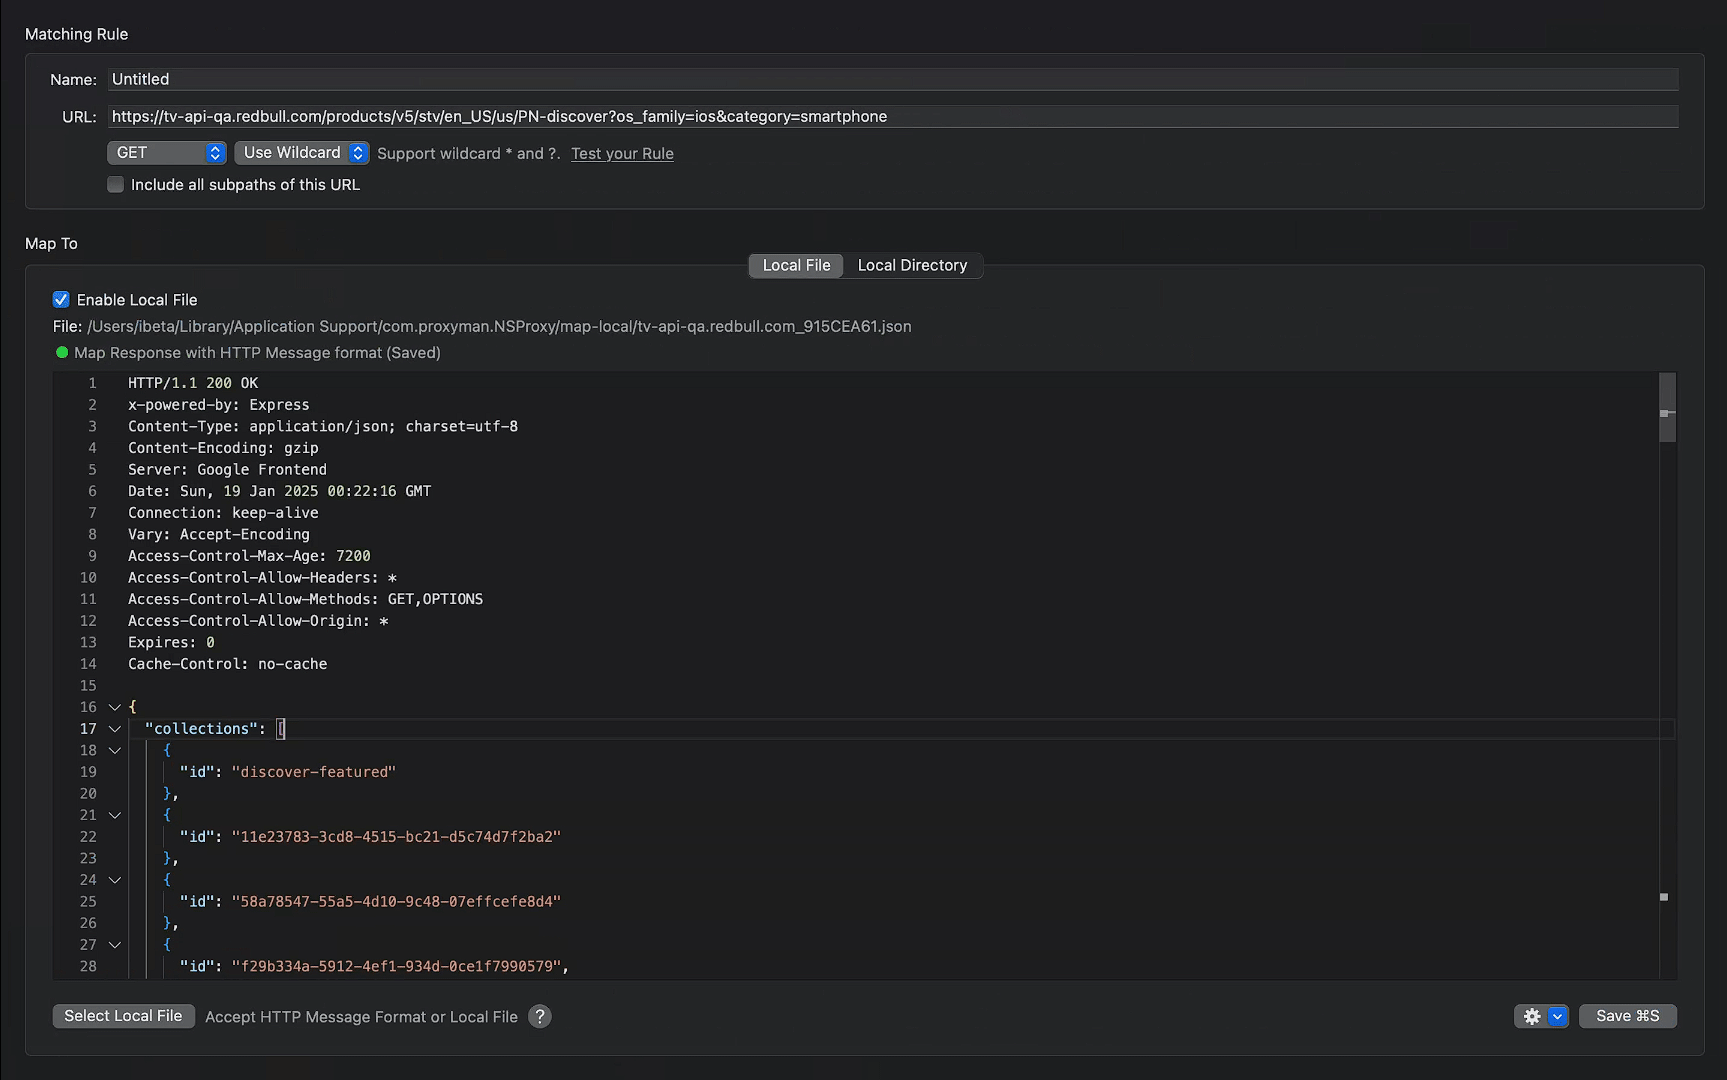 Matching Rule
Name: Untitled
URL: https://tv-api-qa.redbull.com/products/v5/stv/en_US/us/PN-discover?os_family=ios&category=smartphone
GET Use Wildcard Support wildcard * and ?. Test your Rule
Include all subpaths of this URL
Map To
Local File Local Directory
Enable Local File
File: /Users/ibeta/Library/Application Support/com.proxyman.NSProxy/map-local/tv-api-qa.redbull.com_915CEA61.json
Map Response with HTTP Message format (Saved)
1 HTTP/1.1 200 OK
2 x-powered-by: Express
3 Content-Type: application/json; charset=utf-8
4 Content-Encoding: gzip
5 Server: Google Frontend
6 Date: Sun, 19 Jan 2025 00:22:16 GMT
7 Connection: keep-alive
8 Vary: Accept-Encoding
9 Access-Control-Max-Age: 7200
10 Access-Control-Allow-Headers: *
11 Access-Control-Allow-Methods: GET,OPTIONS
12 Access-Control-Allow-Origin: *
13 Expires: 0
14 Cache-Control: no-cache
15
16 {
17 "collections": [
18 {
19 "id": "discover-featured"
20 },
21 {
22 "id": "11e23783-3cd8-4515-bc21-d5c74d7f2ba2"
23 },
24 {
25 "id": "58a78547-55a5-4d10-9c48-07effcefe8d4"
26 },
27 {
28 "id": "f29b334a-5912-4ef1-934d-0ce1f7990579",
Select Local File Accept HTTP Message Format or Local File ? Save ⌘S